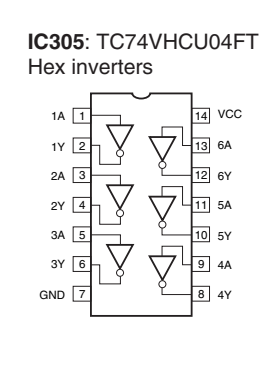 IC305: TC74VHCU04FT
Hex inverters
1A 1 14 VCC
1Y 2 13 6A
2A 3 12 6Y
2Y 4 11 5A
3A 5 10 5Y
3Y 6 9 4A
GND 7 8 4Y